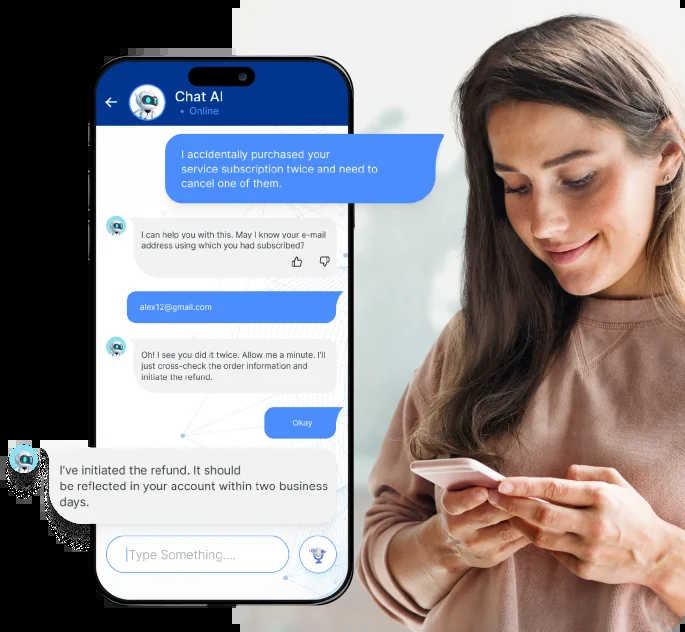 Chat AI
• Online
I accidentally purchased your
service subscription twice and need to
cancel one of them.
I can help you with this. May I know your e-mail
address using which you had subscribed?
alex12@gmail.com
Oh! I see you did it twice. Allow me a minute. I'll
just cross-check the order information and
initiate the refund.
Okay
I've initiated the refund. It should
be reflected in your account within two business
days.
Type Something....